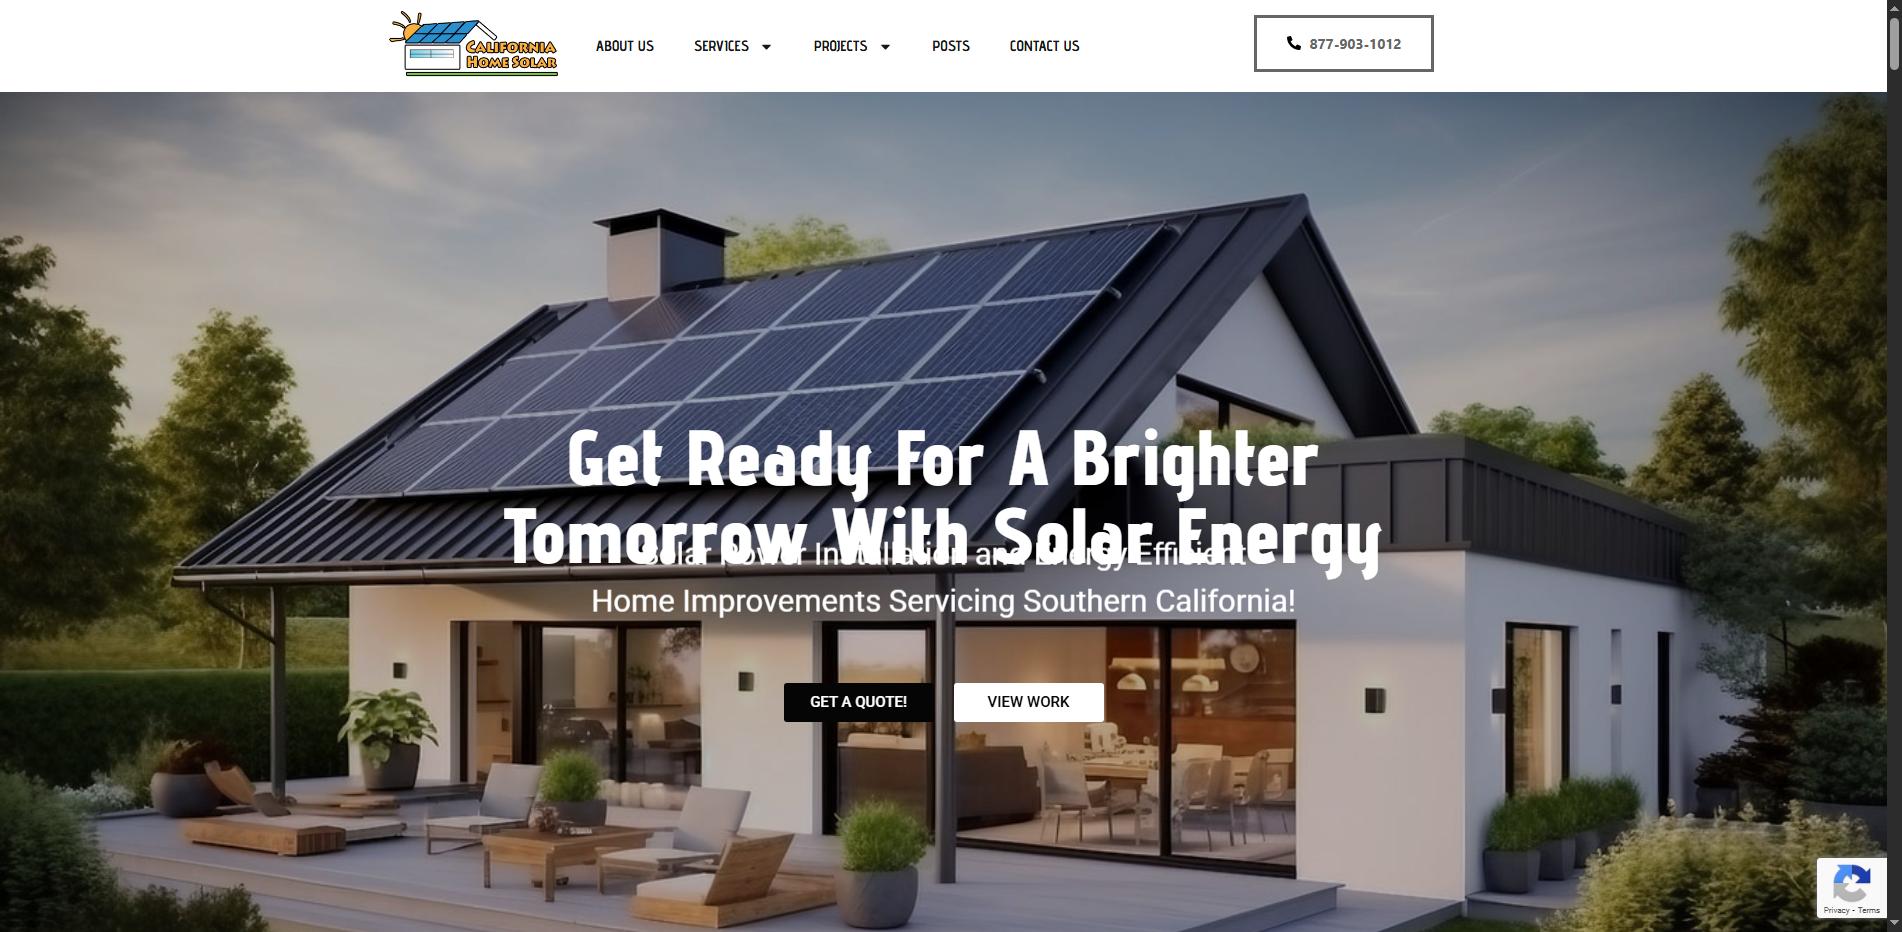 CALIFORNIA
HOME SOLAR
ABOUT US
SERVICES
PROJECTS
POSTS
CONTACT US
877-903-1012
Get Ready For A Brighter
Tomorrow With Solar Energy
Solar Power Installation and Energy Efficient
Home Improvements Servicing Southern California!
GET A QUOTE!
VIEW WORK
Privacy - Terms